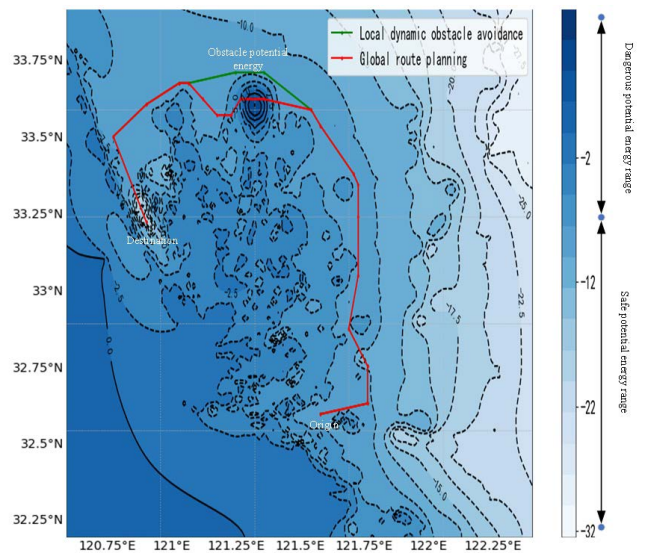 33.75°N
33.5°N
33.25°N
33°N
32.75°N
32.5°N
32.25°N
120.75°E
121°E
121.25°E
121.5°E
121.75°E
122°E
122.25°E
Local dynamic obstacle avoidance
Global route planning
Obstacle potential
energy
Destination
Origin
-10.0
-20.0
-25.0
-22.5
-17.5
-15.0
-2.5
-2.5
0.0
-2
-12
-22
-32
Dangerous potential energy range
Safe potential energy range